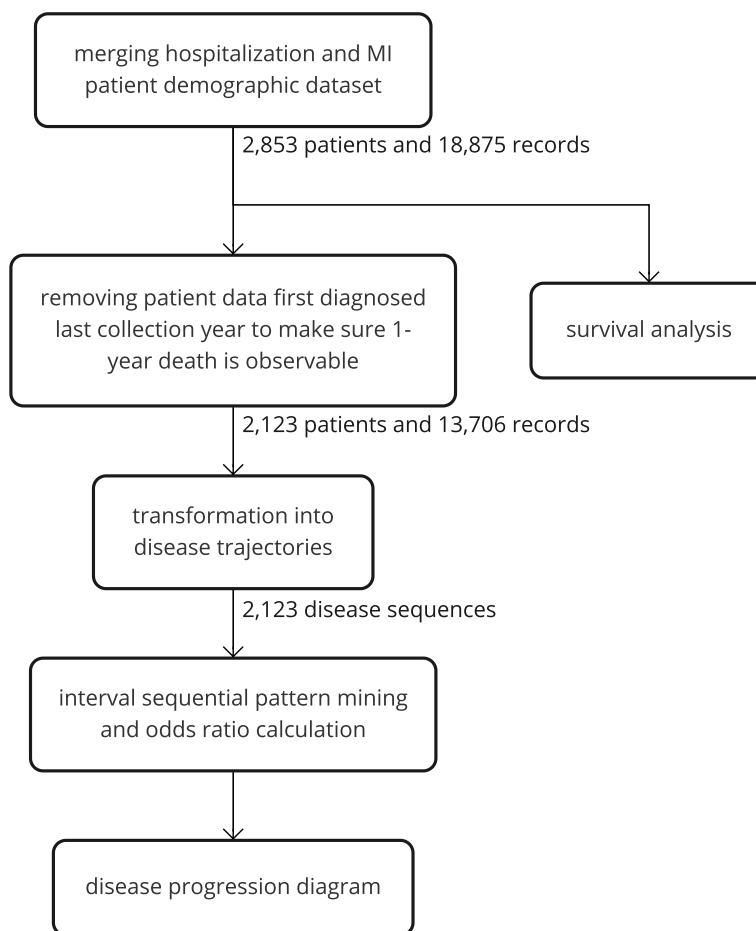 merging hospitalization and MI
patient demographic dataset
2,853 patients and 18,875 records
removing patient data first diagnosed
last collection year to make sure 1-
year death is observable
survival analysis
2,123 patients and 13,706 records
transformation into
disease trajectories
2,123 disease sequences
interval sequential pattern mining
and odds ratio calculation
disease progression diagram